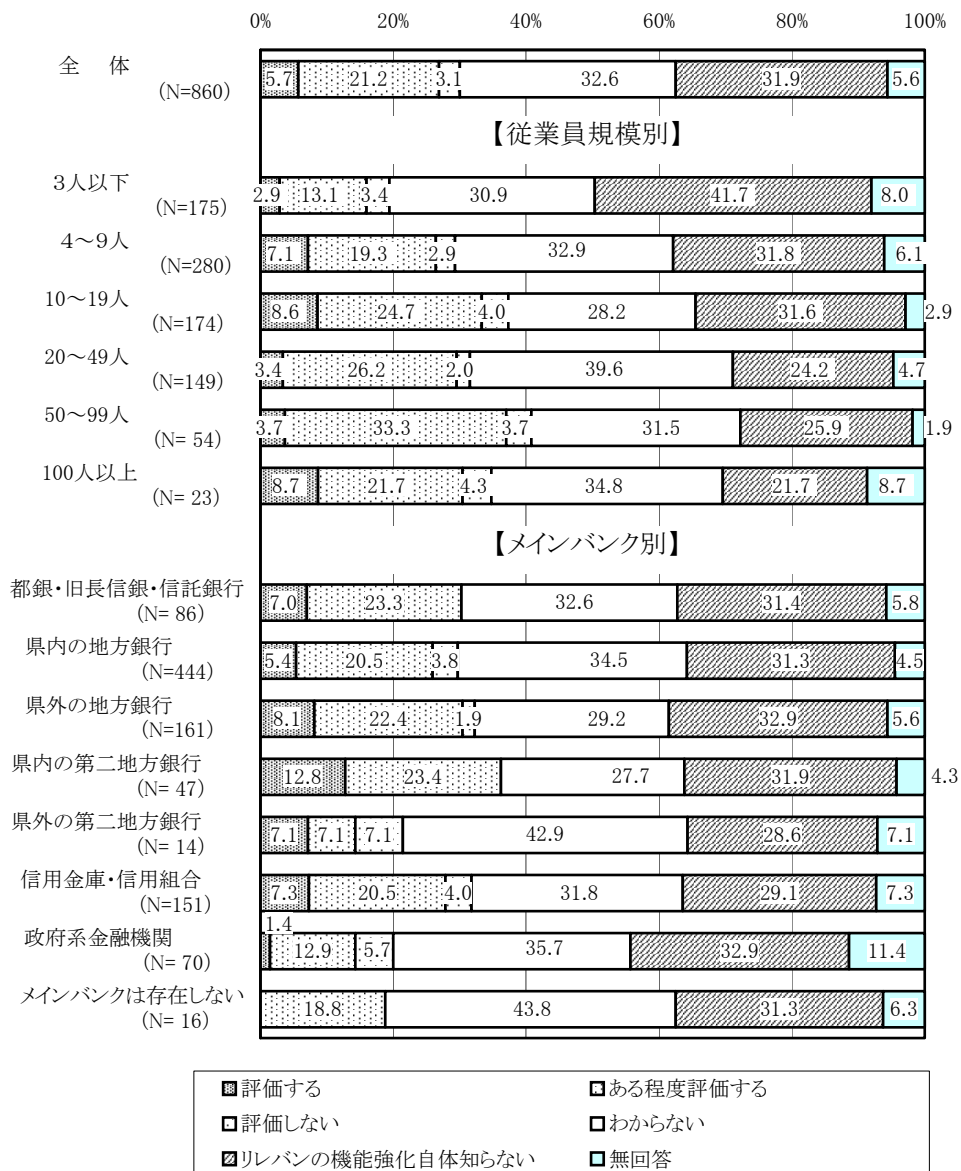 0% 20% 40% 60% 80% 100%
全　体
(N=860)
5.7 21.2 3.1 32.6 31.9 5.6
【従業員規模別】
3人以下
(N=175)
2.9 13.1 3.4 30.9 41.7 8.0
4～9人
(N=280)
7.1 19.3 2.9 32.9 31.8 6.1
10～19人
(N=174)
8.6 24.7 4.0 28.2 31.6 2.9
20～49人
(N=149)
3.4 26.2 2.0 39.6 24.2 4.7
50～99人
(N= 54)
3.7 33.3 3.7 31.5 25.9 1.9
100人以上
(N= 23)
8.7 21.7 4.3 34.8 21.7 8.7
【メインバンク別】
都銀・旧長信銀・信託銀行
(N= 86)
7.0 23.3 32.6 31.4 5.8
県内の地方銀行
(N=444)
5.4 20.5 3.8 34.5 31.3 4.5
県外の地方銀行
(N=161)
8.1 22.4 1.9 29.2 32.9 5.6
県内の第二地方銀行
(N= 47)
12.8 23.4 27.7 31.9 4.3
県外の第二地方銀行
(N= 14)
7.1 7.1 7.1 42.9 28.6 7.1
信用金庫・信用組合
(N=151)
7.3 20.5 4.0 31.8 29.1 7.3
政府系金融機関
(N= 70)
1.4 12.9 5.7 35.7 32.9 11.4
メインバンクは存在しない
(N= 16)
18.8 43.8 31.3 6.3
評価する ある程度評価する
評価しない わからない
リレバンの機能強化自体知らない 無回答